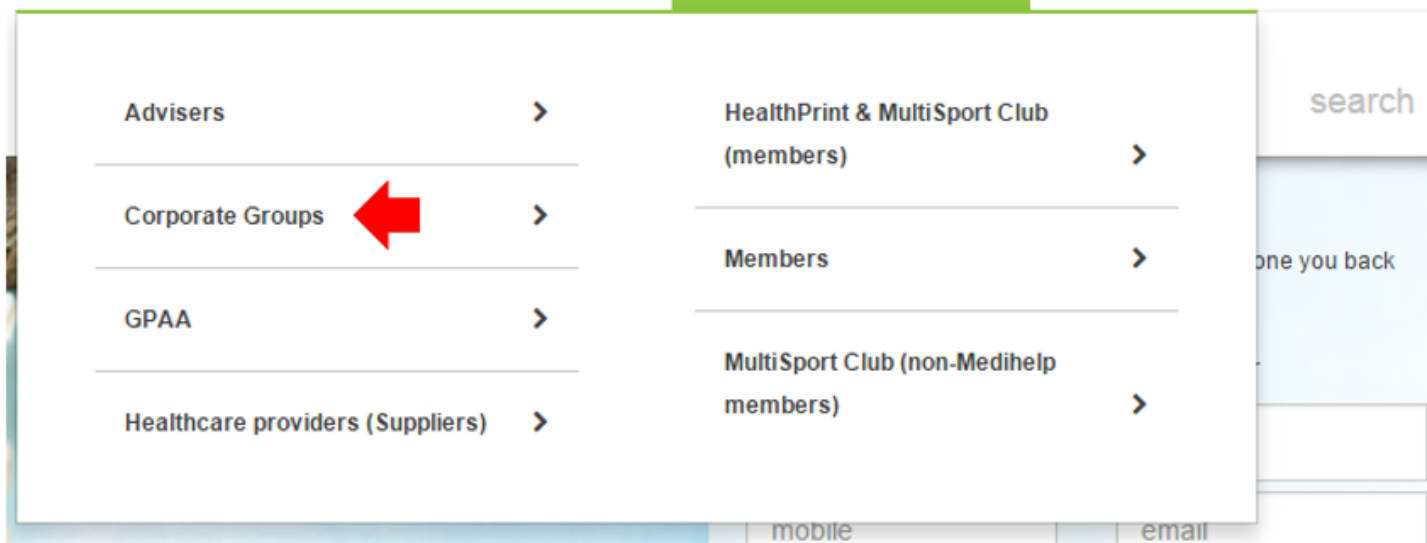 Advisers
Corporate Groups
GPAA
Healthcare providers (Suppliers)
HealthPrint & MultiSport Club
(members)
Members
MultiSport Club (non-Medihelp
members)
search
you back
mobile
email